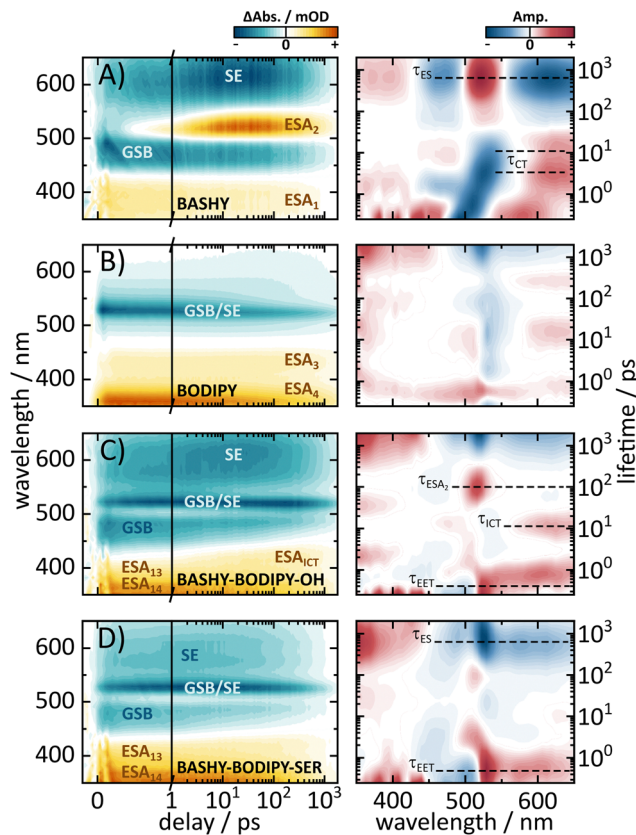 ΔAbs. / mOD
- 0 +
Amp.
- 0 +
A)
SE
ESA2
GSB
ESA1
BASHY
600
500
400
τES
τCT
10³
10²
10¹
10⁰
B)
GSB/SE
ESA3
ESA4
BODIPY
600
500
400
10³
10²
10¹
10⁰
wavelength / nm
lifetime / ps
C)
SE
GSB/SE
GSB
ESAICT
ESA13
ESA14
BASHY-BODIPY-OH
600
500
400
τESA2
τICT
τEET
10³
10²
10¹
10⁰
D)
SE
GSB/SE
GSB
ESA13
ESA14
BASHY-BODIPY-SER
600
500
400
τES
τEET
10³
10²
10¹
10⁰
0 1 10¹ 10² 10³
delay / ps
400 500 600
wavelength / nm